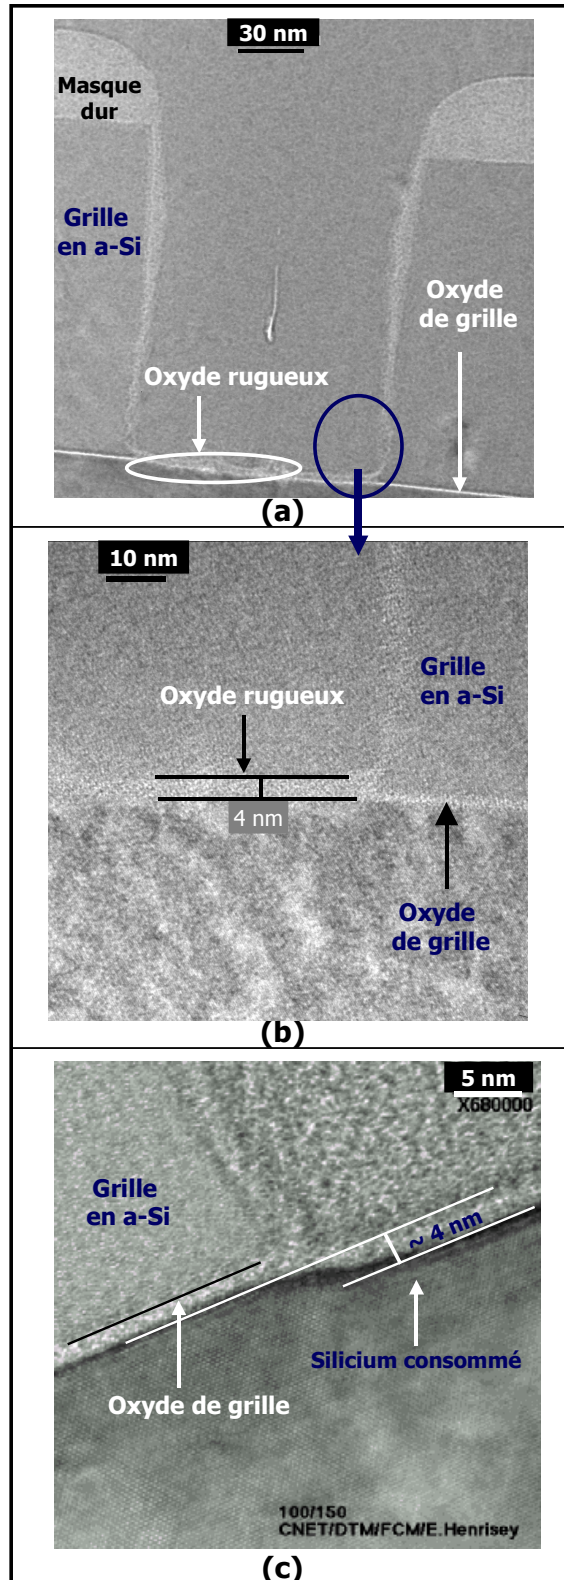 30 nm
Masque
dur
Grille
en a-Si
Oxyde
de grille
Oxyde rugueux
(a)
10 nm
Grille
en a-Si
Oxyde rugueux
4 nm
Oxyde
de grille
(b)
5 nm
X680000
Grille
en a-Si
~ 4 nm
Silicium consommé
Oxyde de grille
100/150
CNET/DTM/FCM/E.Henrisey
(c)